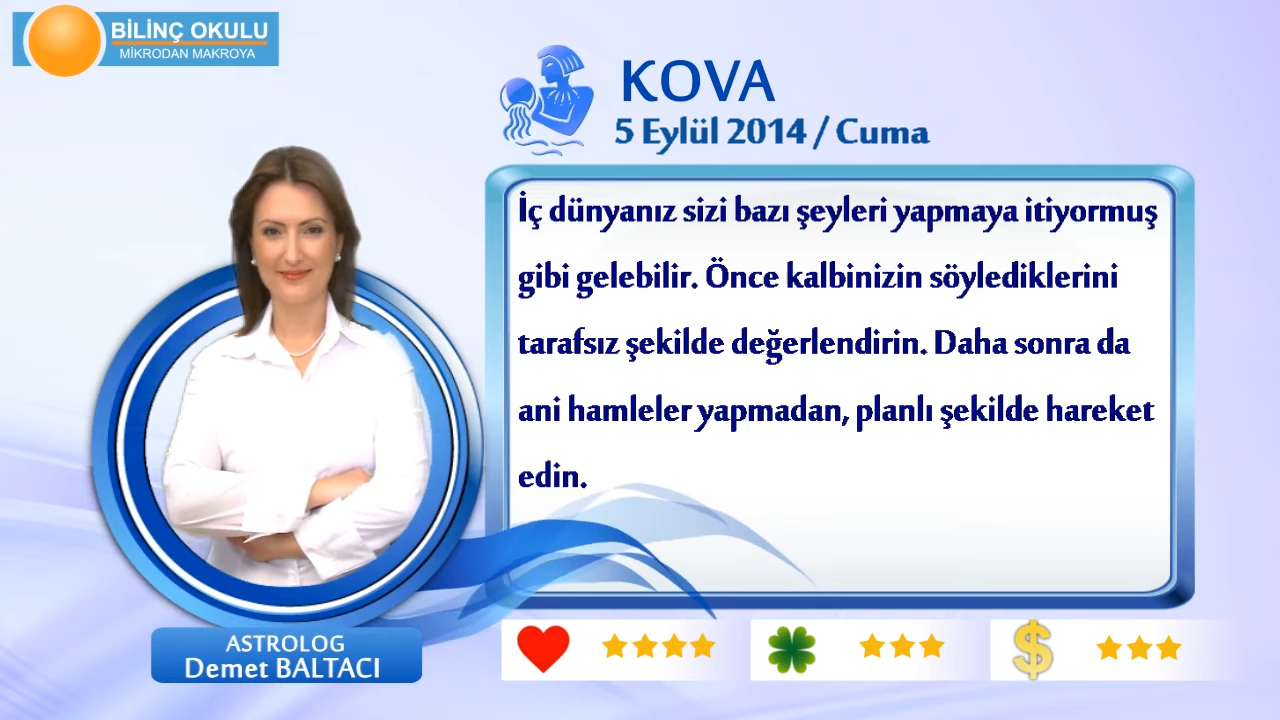 BİLİNÇ OKULU
MİKRODAN MAKROYA
KOVA
5 Eylül 2014 / Cuma
İç dünyanız sizi bazı şeyleri yapmaya itiyormuş
gibi gelebilir. Önce kalbinizin söylediklerini
tarafsız şekilde değerlendirin. Daha sonra da
ani hamleler yapmadan, planlı şekilde hareket
edin.
ASTROLOG
Demet BALTACI